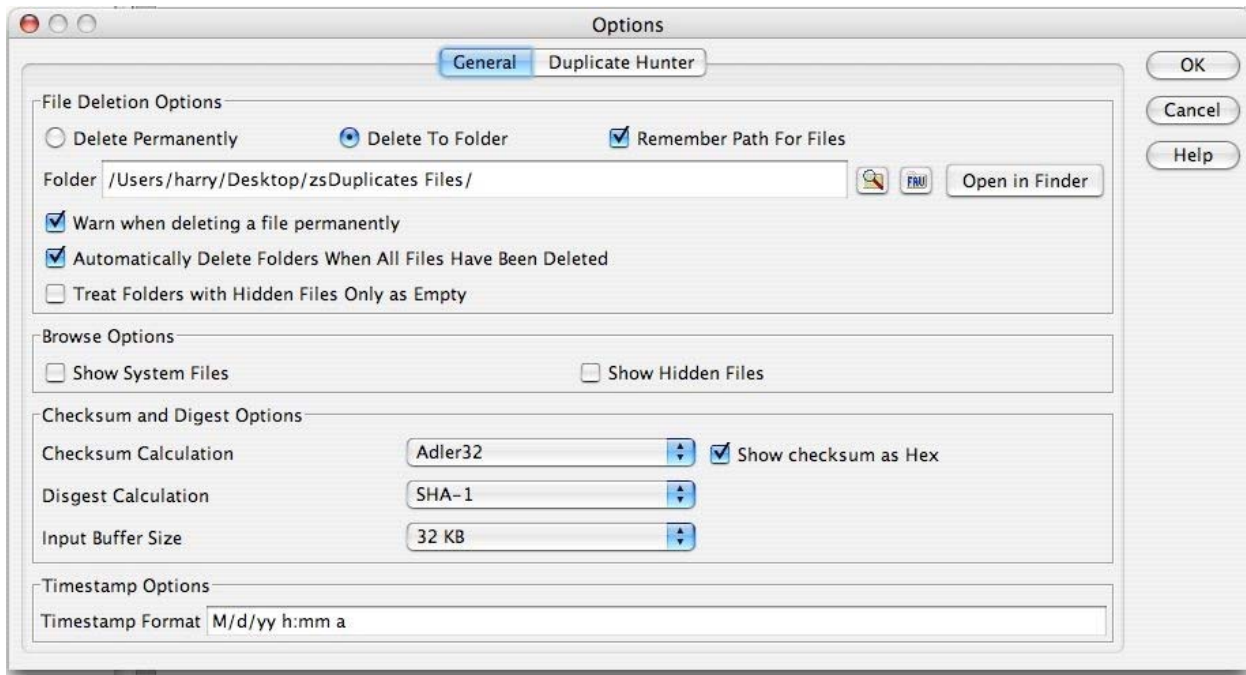 Options
General Duplicate Hunter
OK
Cancel
Help
File Deletion Options
Delete Permanently Delete To Folder Remember Path For Files
Folder /Users/harry/Desktop/zsDuplicates Files/ FAV Open in Finder
Warn when deleting a file permanently
Automatically Delete Folders When All Files Have Been Deleted
Treat Folders with Hidden Files Only as Empty
Browse Options
Show System Files Show Hidden Files
Checksum and Digest Options
Checksum Calculation Adler32 Show checksum as Hex
Disgest Calculation SHA-1
Input Buffer Size 32 KB
Timestamp Options
Timestamp Format M/d/yy h:mm a